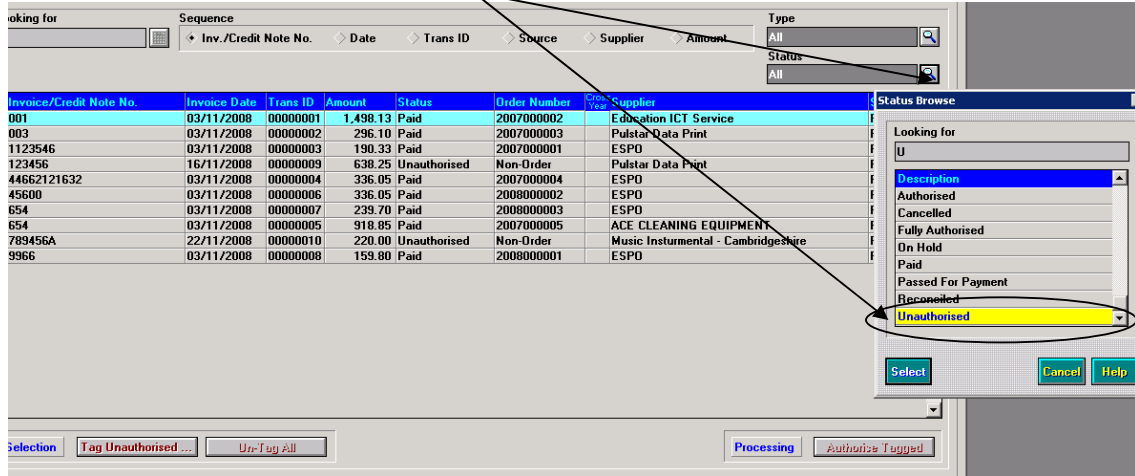 ooking for Sequence Type
Inv./Credit Note No. Date Trans ID Source Supplier Amount All
Status
All
Invoice/Credit Note No. Invoice Date Trans ID Amount Status Order Number Cross Year Supplier
001 03/11/2008 00000001 1,498.13 Paid 2007000002 Education ICT Service
003 03/11/2008 00000002 296.10 Paid 2007000003 Pulstar Data Print
1123546 03/11/2008 00000003 190.33 Paid 2007000001 ESPO
123456 16/11/2008 00000009 638.25 Unauthorised Non-Order Pulstar Data Print
44662121632 03/11/2008 00000004 336.05 Paid 2007000004 ESPO
45600 03/11/2008 00000006 336.05 Paid 2008000002 ESPO
654 03/11/2008 00000007 239.70 Paid 2008000003 ESPO
654 03/11/2008 00000005 918.85 Paid 2007000005 ACE CLEANING EQUIPMENT
789456A 22/11/2008 00000010 220.00 Unauthorised Non-Order Music Insturmental - Cambridgeshire
9966 03/11/2008 00000008 159.80 Paid 2008000001 ESPO
Status Browse
Looking for
U
Description
Authorised
Cancelled
Fully Authorised
On Hold
Paid
Passed For Payment
Reconciled
Unauthorised
Select Cancel Help
Selection Tag Unauthorised ... Un-Tag All Processing Authorise Tagged